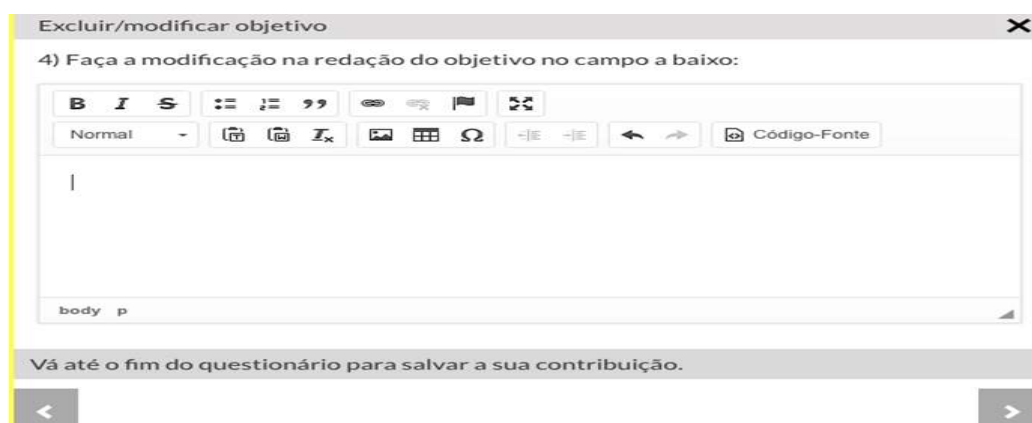 Excluir/modificar objetivo
4) Faça a modificação na redação do objetivo no campo a baixo:
B I S
Normal Ω Código-Fonte
body p
Vá até o fim do questionário para salvar a sua contribuição.